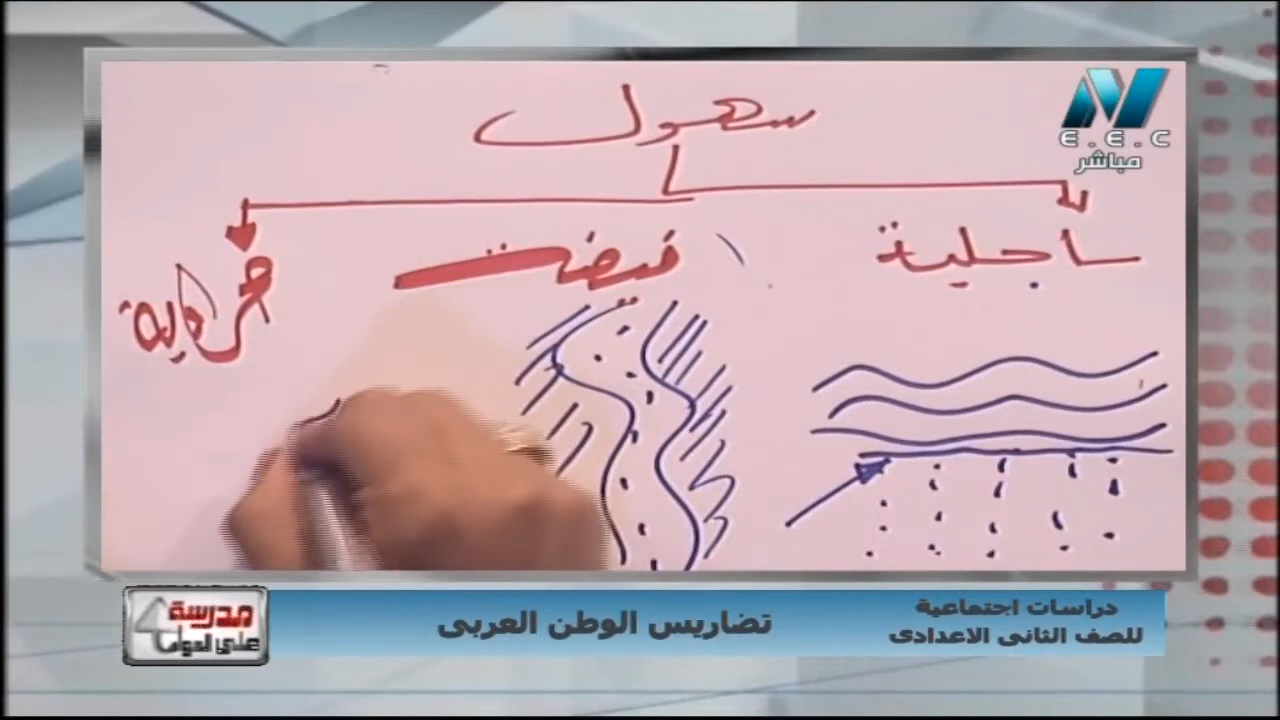 سهول
E.E.C
مباشر
ساحلية
فيضية
صحراوية
دراسات اجتماعية
للصف الثانى الاعدادى
تضاريس الوطن العربى
مدرسة
على الهواء